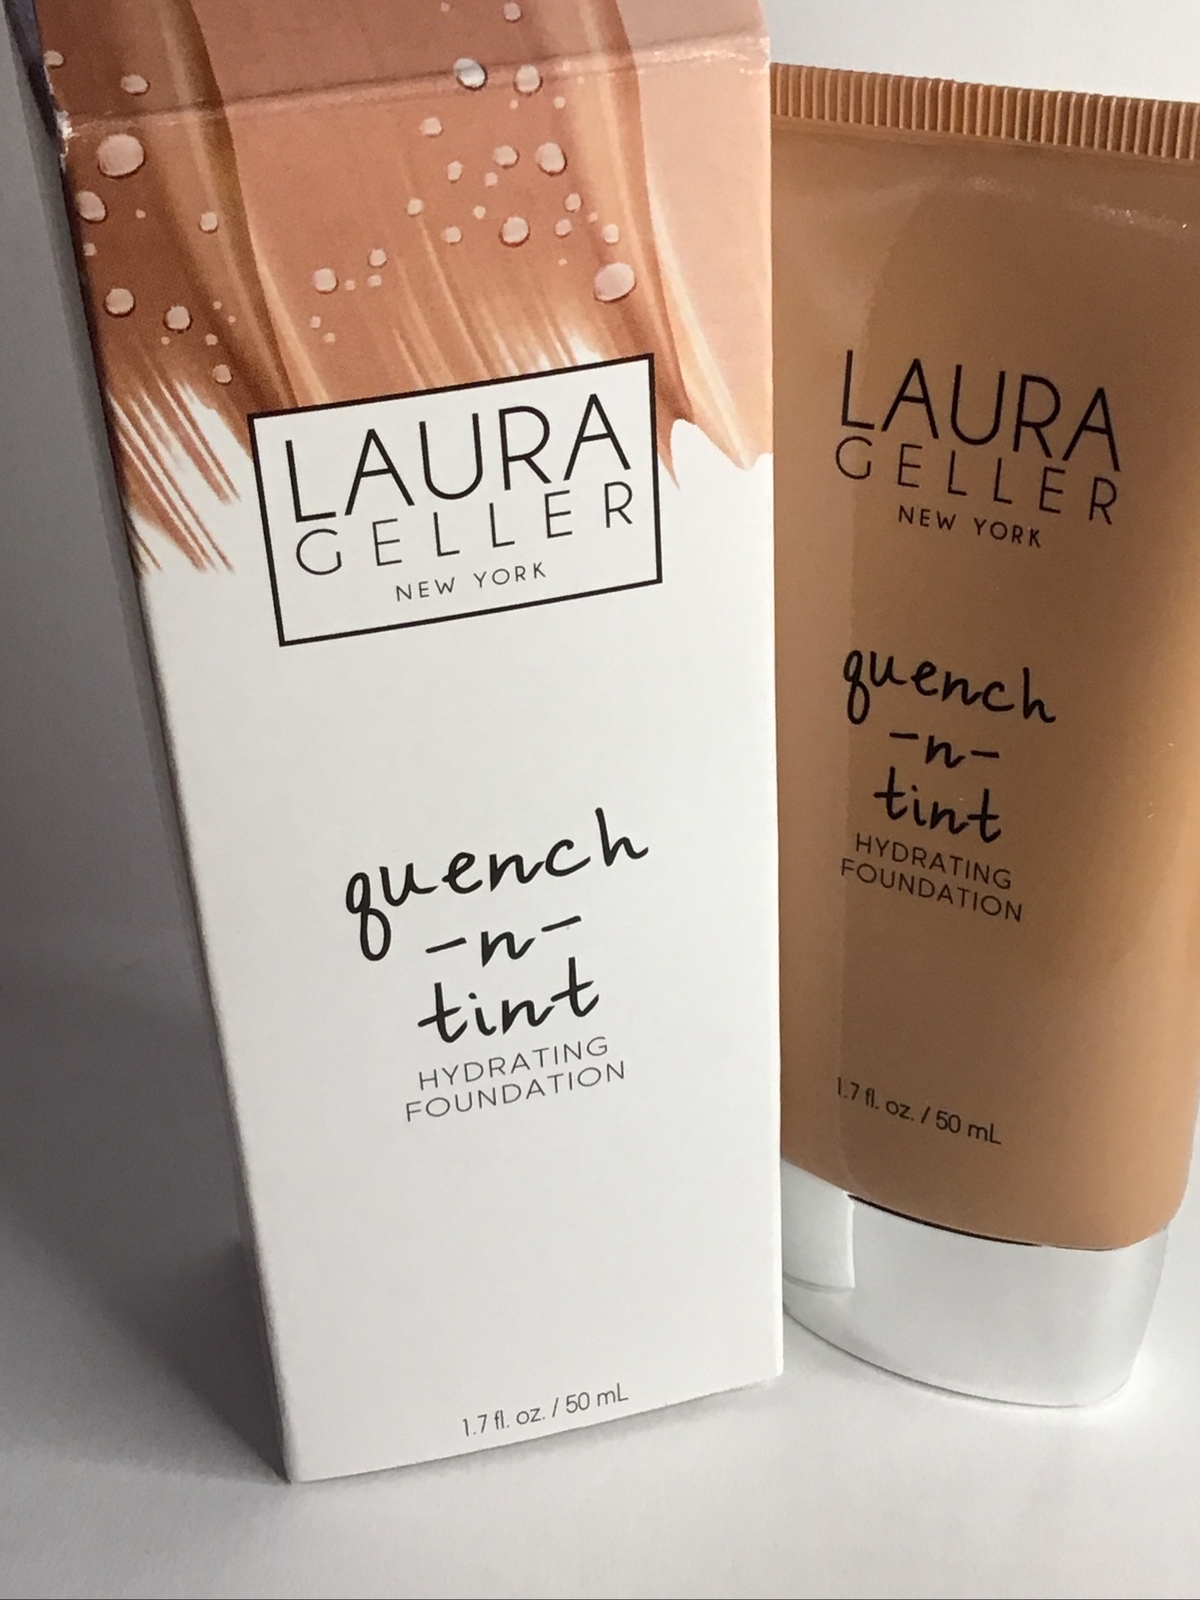 LAURA
GELLER
NEW YORK
quench
-n-
tint
HYDRATING
FOUNDATION
1.7 fl. oz. / 50 mL
LAURA
GELLER
NEW YORK
quench
-n-
tint
HYDRATING
FOUNDATION
1.7 fl. oz. / 50 mL